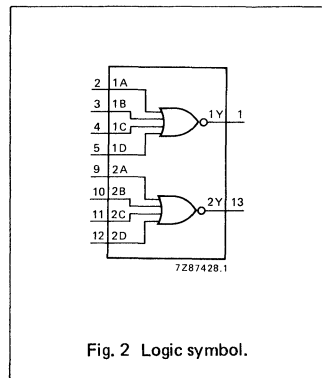 2 1A
3 1B
4 1C
5 1D
1Y 1
9 2A
10 2B
11 2C
12 2D
2Y 13
7Z87428.1
Fig. 2 Logic symbol.